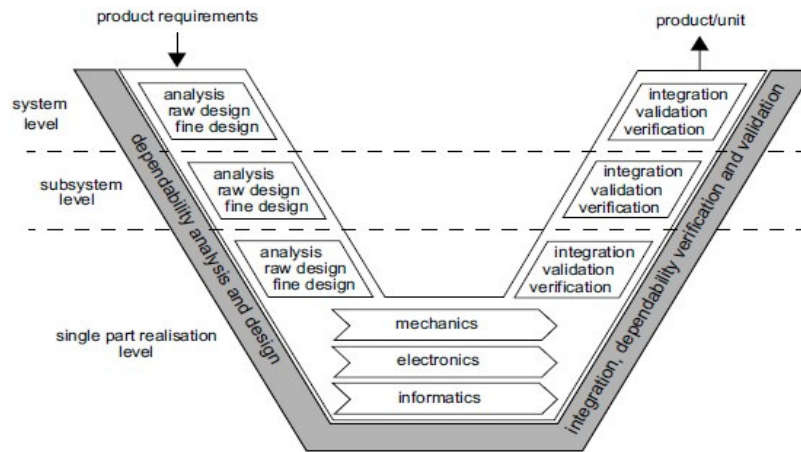 product requirements
product/unit
system
level
analysis
raw design
fine design
integration
validation
verification
subsystem
level
analysis
raw design
fine design
integration
validation
verification
analysis
raw design
fine design
integration
validation
verification
single part realisation
level
mechanics
electronics
informatics
dependability analysis and design
integration, dependability verification and validation